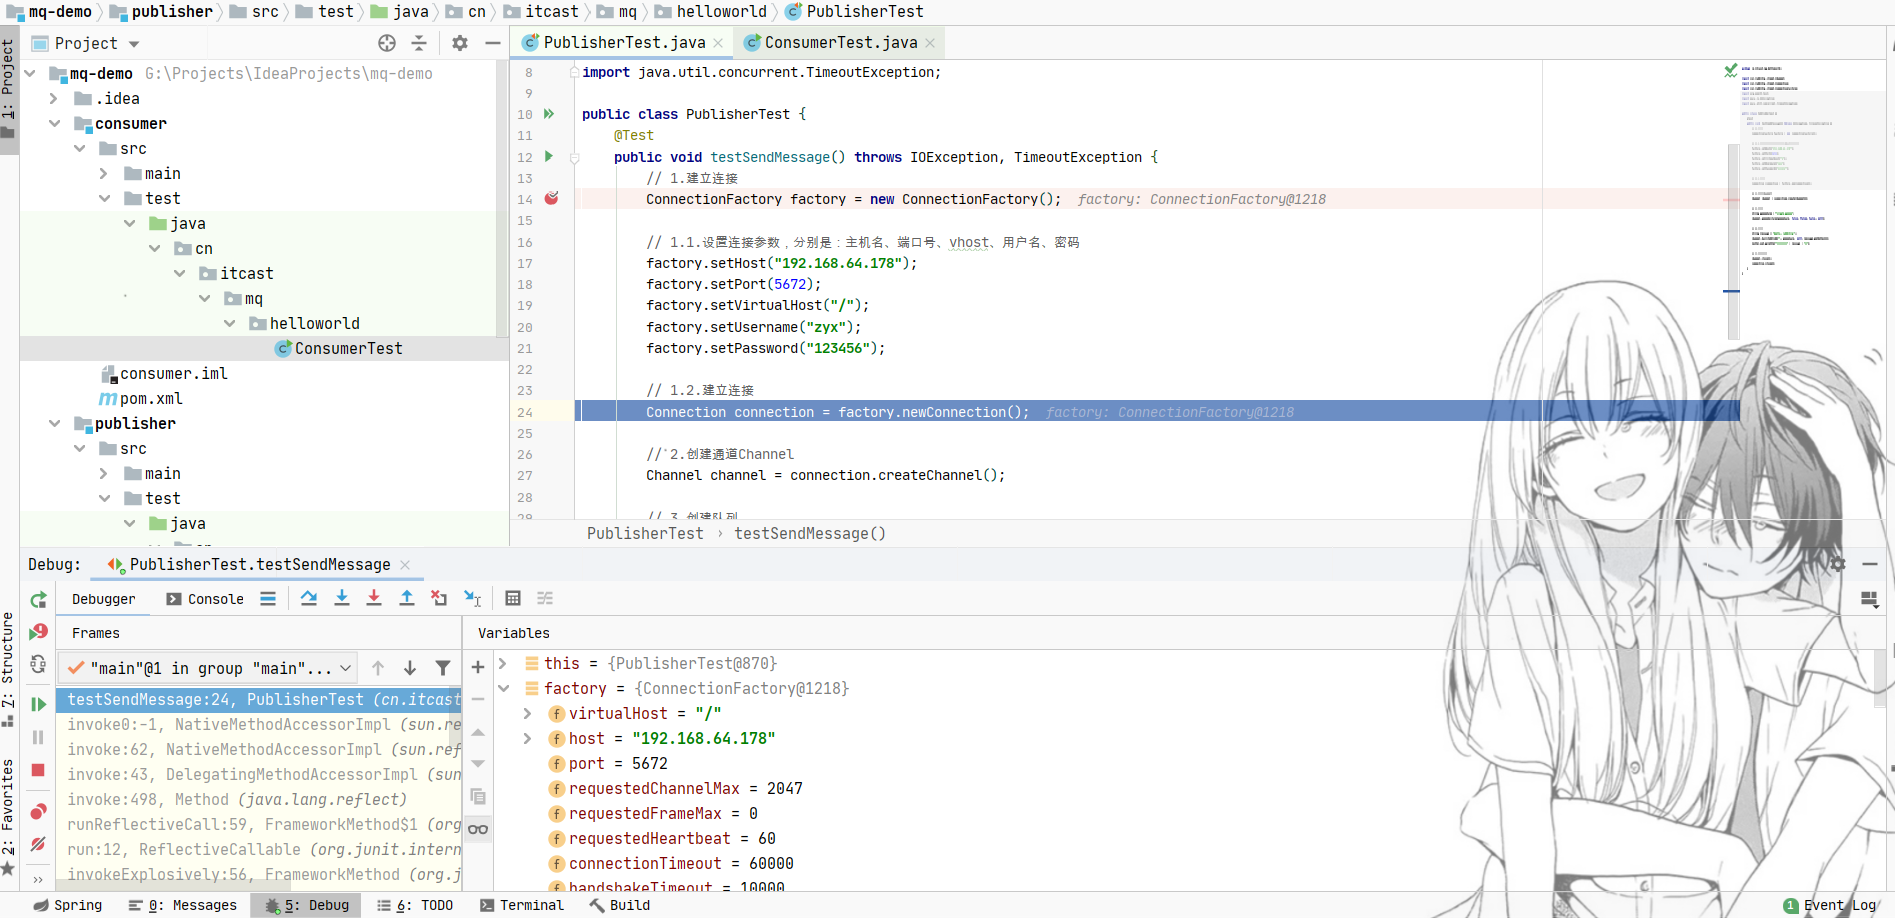 mq-demo publisher src test java cn itcast mq helloworld PublisherTest
1: Project
Project
PublisherTest.java
ConsumerTest.java
mq-demo G:\Projects\IdeaProjects\mq-demo
.idea
consumer
src
main
test
java
cn
itcast
mq
helloworld
ConsumerTest
consumer.iml
pom.xml
publisher
src
main
test
java
8 import java.util.concurrent.TimeoutException;
9
10 public class PublisherTest {
11 @Test
12 public void testSendMessage() throws IOException, TimeoutException {
13 // 1.建立连接
14 ConnectionFactory factory = new ConnectionFactory(); factory: ConnectionFactory@1218
15
16 // 1.1.设置连接参数，分别是：主机名、端口号、vhost、用户名、密码
17 factory.setHost("192.168.64.178");
18 factory.setPort(5672);
19 factory.setVirtualHost("/");
20 factory.setUsername("zyx");
21 factory.setPassword("123456");
22
23 // 1.2.建立连接
24 Connection connection = factory.newConnection(); factory: ConnectionFactory@1218
25
26 // 2.创建通道Channel
27 Channel channel = connection.createChannel();
28
29 // 3.创建队列
PublisherTest › testSendMessage()
Debug: PublisherTest.testSendMessage
Debugger Console
Frames
Variables
"main"@1 in group "main"...
testSendMessage:24, PublisherTest (cn.itcast
invoke0:-1, NativeMethodAccessorImpl (sun.re
invoke:62, NativeMethodAccessorImpl (sun.ref
invoke:43, DelegatingMethodAccessorImpl (sun
invoke:498, Method (java.lang.reflect)
runReflectiveCall:59, FrameworkMethod$1 (org
run:12, ReflectiveCallable (org.junit.intern
invokeExplosively:56, FrameworkMethod (org.j
this = {PublisherTest@870}
factory = {ConnectionFactory@1218}
virtualHost = "/"
host = "192.168.64.178"
port = 5672
requestedChannelMax = 2047
requestedFrameMax = 0
requestedHeartbeat = 60
connectionTimeout = 60000
handshakeTimeout = 10000
7: Structure
2: Favorites
Spring 0: Messages 5: Debug 6: TODO Terminal Build 1 Event Log